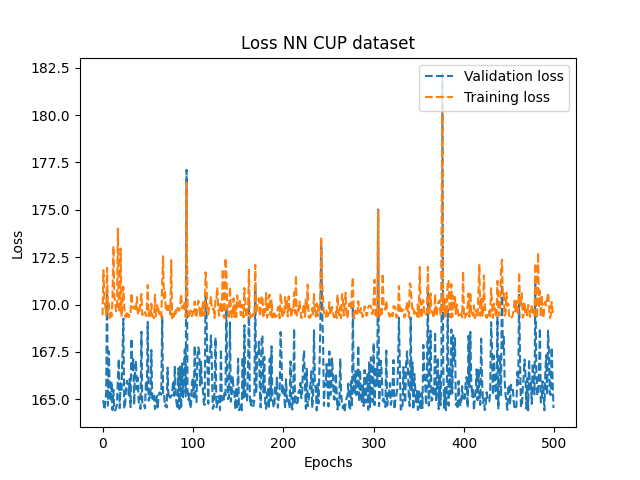 Loss NN CUP dataset
Validation loss
Training loss
182.5
180.0
177.5
175.0
172.5
170.0
167.5
165.0
Loss
0 100 200 300 400 500
Epochs